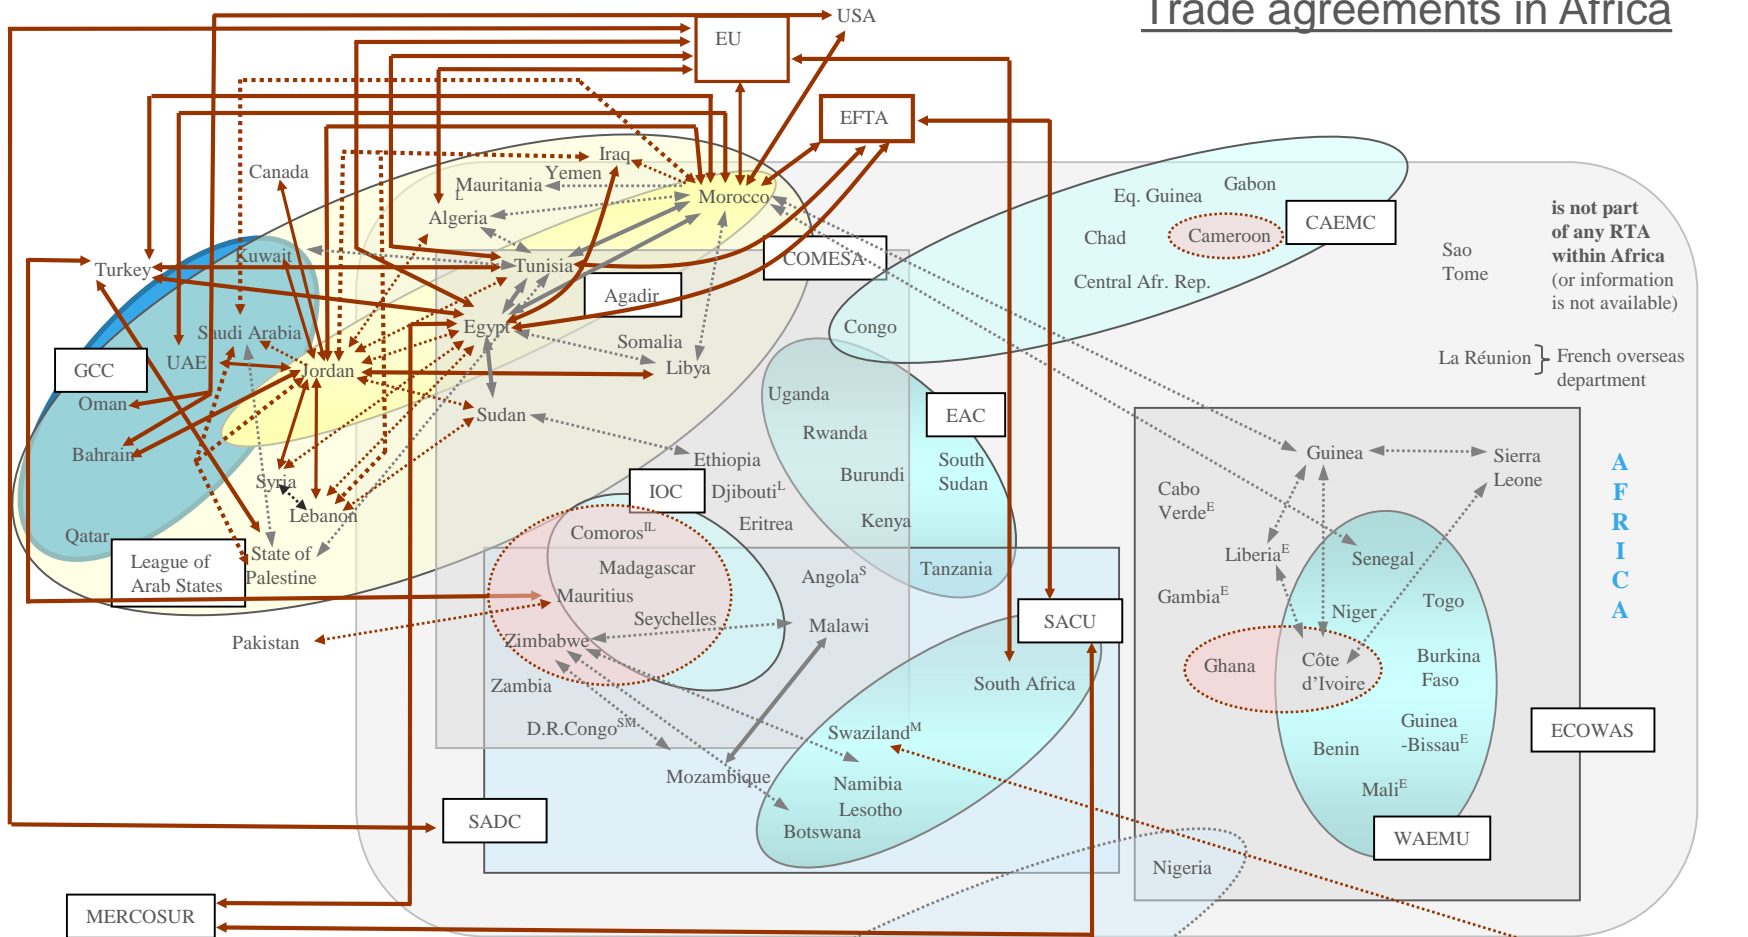 Trade agreements in Africa
USA
EU
EFTA
Canada
Iraq
Yemen
Mauritania
L
Algeria
Morocco
Kuwait
Turkey
Tunisia
COMESA
Agadir
Saudi Arabia
Egypt
Somalia
UAE
GCC
Jordan
Libya
Oman
Sudan
Bahrain
Syria
Ethiopia
Djibouti^L
Eritrea
Lebanon
Qatar
State of
Palestine
League of
Arab States
Pakistan
IOC
Comoros^IL
Madagascar
Mauritius
Seychelles
Zimbabwe
Zambia
D.R.Congo^SM
Mozambique
Angola^S
Malawi
SADC
MERCOSUR
Eq. Guinea
Gabon
CAEMC
Chad
Cameroon
Central Afr. Rep.
Congo
Uganda
EAC
Rwanda
Burundi
South
Sudan
Kenya
Tanzania
SACU
South Africa
Swaziland^M
Namibia
Lesotho
Botswana
Sao
Tome
is not part
of any RTA
within Africa
(or information
is not available)
La Réunion } French overseas
department
Guinea
Sierra
Leone
Cabo
Verde^E
Liberia^E
Senegal
Gambia^E
Niger
Togo
Ghana
Côte
d'Ivoire
Burkina
Faso
Guinea
-Bissau^E
Benin
Mali^E
ECOWAS
WAEMU
Nigeria
A
F
R
I
C
A